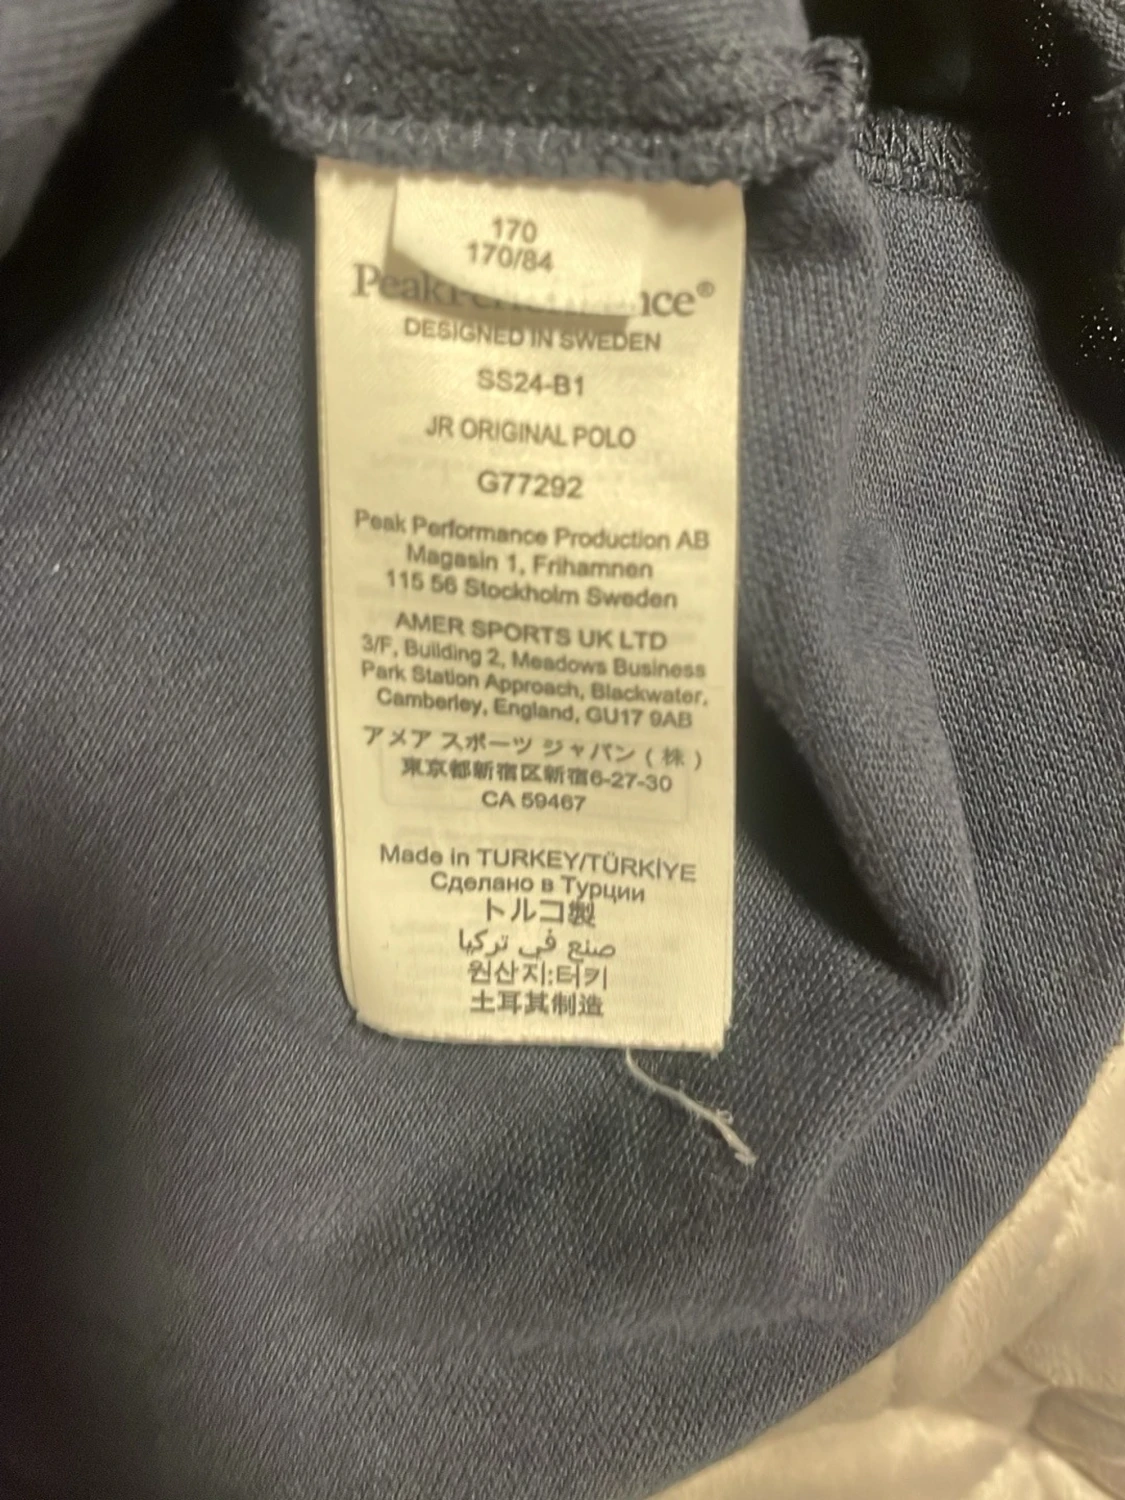 170
170/84
Peak ce®
DESIGNED IN SWEDEN
SS24-B1
JR ORIGINAL POLO
G77292
Peak Performance Production AB
Magasin 1, Frihamnen
115 56 Stockholm Sweden
AMER SPORTS UK LTD
3/F, Building 2, Meadows Business
Park Station Approach, Blackwater,
Camberley, England, GU17 9AB
アメア スポーツ ジャパン ( 株 )
東京都新宿区新宿6-27-30
CA 59467
Made in TURKEY/TÜRKİYE
Сделано в Турции
トルコ製
صنع في تركيا
원산지:터키
土耳其制造